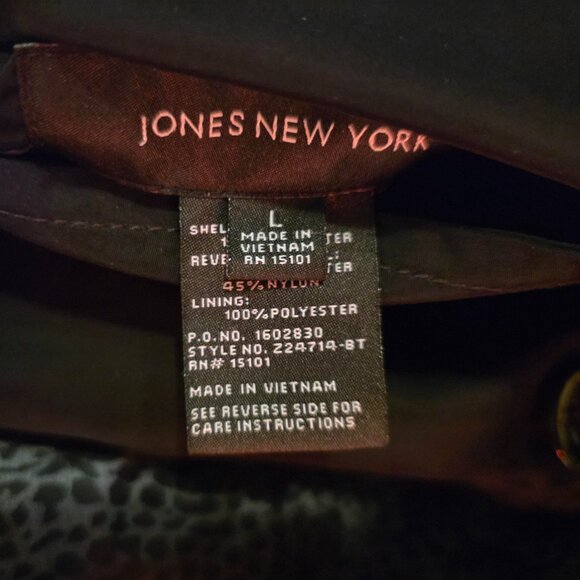 JONES NEW YORK
L
MADE IN
VIETNAM
RN 15101
45% NYLON
LINING:
100% POLYESTER
P.O.NO. 1602830
STYLE NO. Z24714-BT
RN# 15101
MADE IN VIETNAM
SEE REVERSE SIDE FOR
CARE INSTRUCTIONS